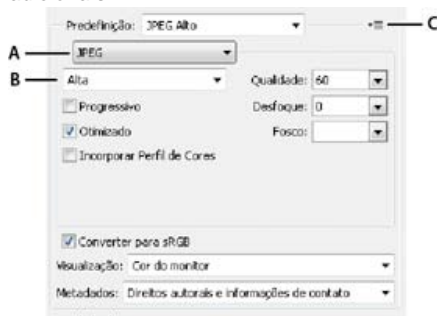 Predefinição: JPEG Alto C
A JPEG
B Alta Qualidade: 60
Progressivo Desfoque: 0
Otimizado Fosco:
Incorporar Perfil de Cores
Converter para sRGB
Visualização: Cor do monitor
Metadados: Direitos autorais e informações de contato